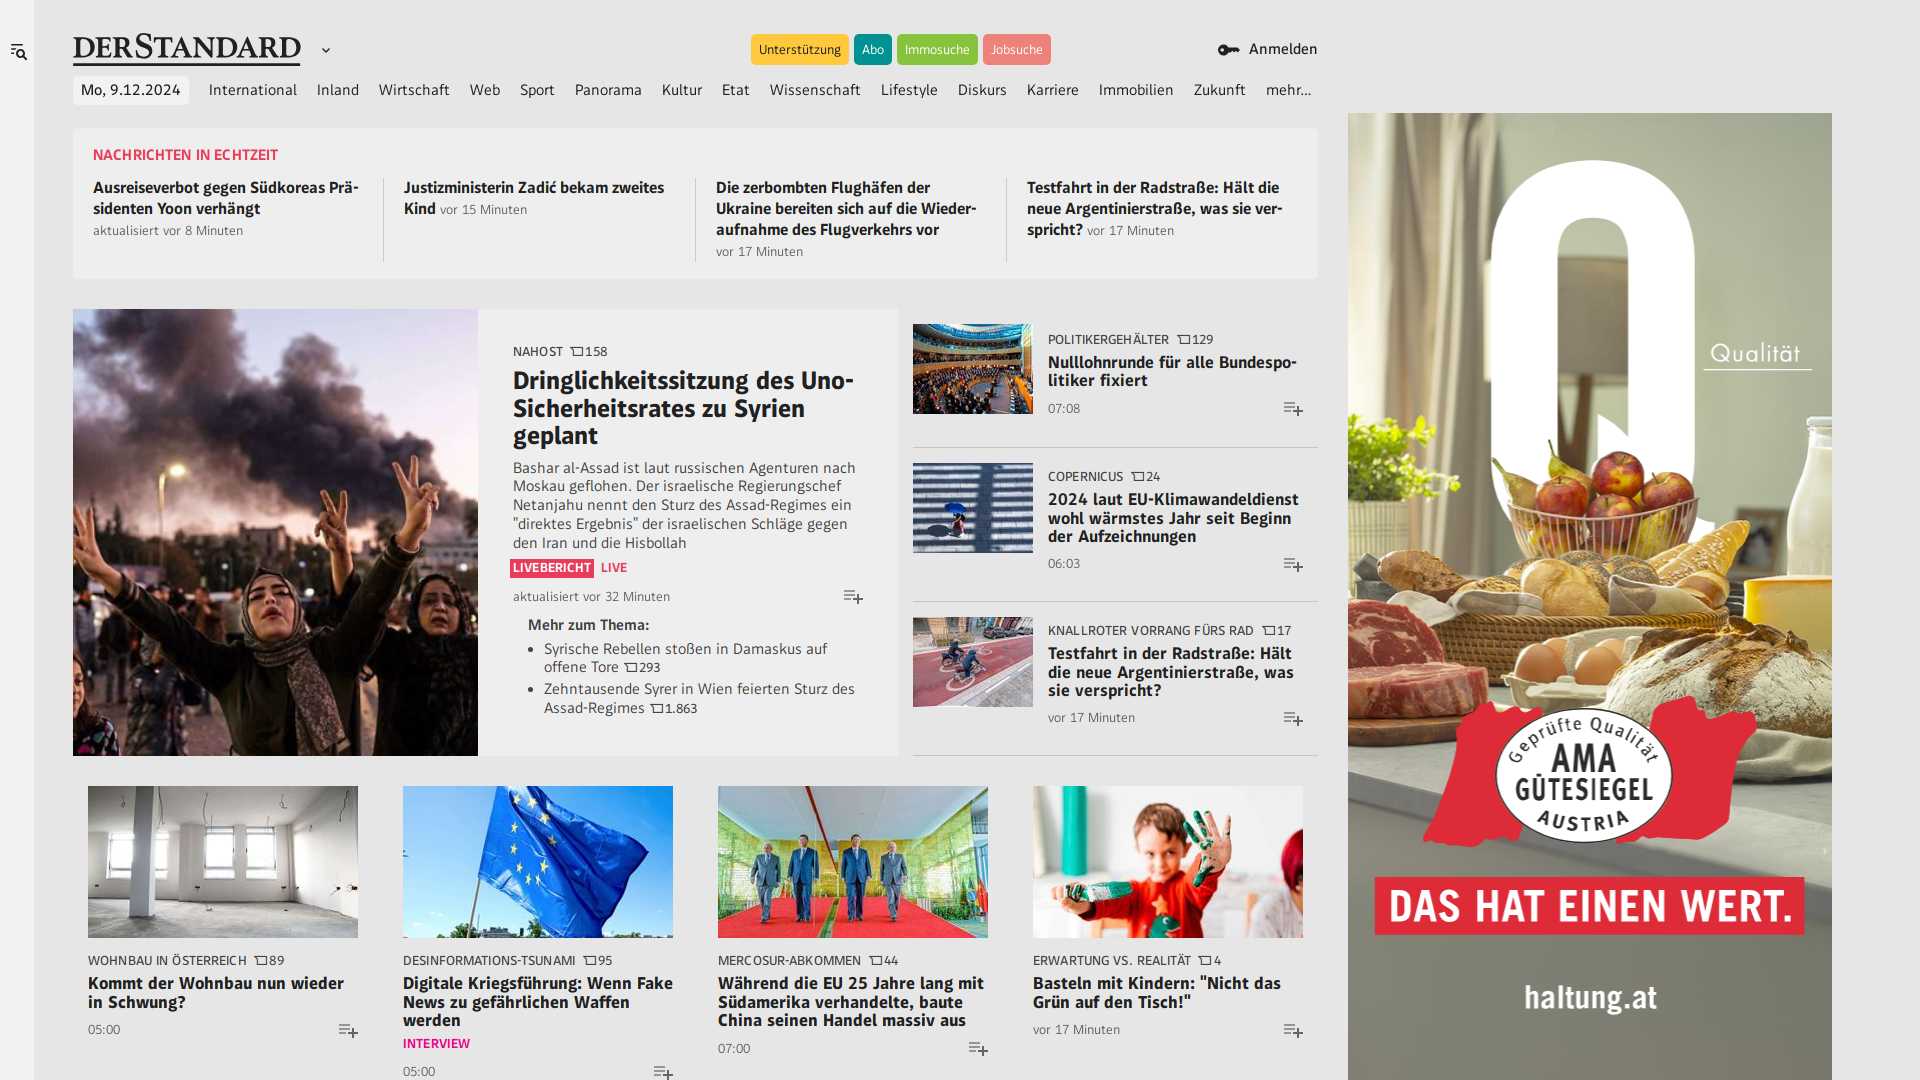 DERSTANDARD
Unterstützung
Abo
Immosuche
Jobsuche
Anmelden
Mo, 9.12.2024
International
Inland
Wirtschaft
Web
Sport
Panorama
Kultur
Etat
Wissenschaft
Lifestyle
Diskurs
Karriere
Immobilien
Zukunft
mehr...
NACHRICHTEN IN ECHTZEIT
Ausreiseverbot gegen Südkoreas Prä-
sidenten Yoon verhängt
aktualisiert vor 8 Minuten
Justizministerin Zadić bekam zweites
Kind vor 15 Minuten
Die zerbombten Flughäfen der
Ukraine bereiten sich auf die Wieder-
aufnahme des Flugverkehrs vor
vor 17 Minuten
Testfahrt in der Radstraße: Hält die
neue Argentinierstraße, was sie ver-
spricht? vor 17 Minuten
NAHOST 158
Dringlichkeitssitzung des Uno-
Sicherheitsrates zu Syrien
geplant
Bashar al-Assad ist laut russischen Agenturen nach
Moskau geflohen. Der israelische Regierungschef
Netanjahu nennt den Sturz des Assad-Regimes ein
"direktes Ergebnis" der israelischen Schläge gegen
den Iran und die Hisbollah
LIVEBERICHT LIVE
aktualisiert vor 32 Minuten
Mehr zum Thema:
• Syrische Rebellen stoßen in Damaskus auf
offene Tore 293
• Zehntausende Syrer in Wien feierten Sturz des
Assad-Regimes 1.863
POLITIKERGEHÄLTER 129
Nulllohnrunde für alle Bundespo-
litiker fixiert
07:08
COPERNICUS 24
2024 laut EU-Klimawandeldienst
wohl wärmstes Jahr seit Beginn
der Aufzeichnungen
06:03
KNALLROTER VORRANG FÜRS RAD 17
Testfahrt in der Radstraße: Hält
die neue Argentinierstraße, was
sie verspricht?
vor 17 Minuten
WOHNBAU IN ÖSTERREICH 89
Kommt der Wohnbau nun wieder
in Schwung?
05:00
DESINFORMATIONS-TSUNAMI 95
Digitale Kriegsführung: Wenn Fake
News zu gefährlichen Waffen
werden
INTERVIEW
05:00
MERCOSUR-ABKOMMEN 44
Während die EU 25 Jahre lang mit
Südamerika verhandelte, baute
China seinen Handel massiv aus
07:00
ERWARTUNG VS. REALITÄT 4
Basteln mit Kindern: "Nicht das
Grün auf den Tisch!"
vor 17 Minuten
Q
Qualität
Geprüfte Qualität
AMA
GÜTESIEGEL
AUSTRIA
DAS HAT EINEN WERT.
haltung.at